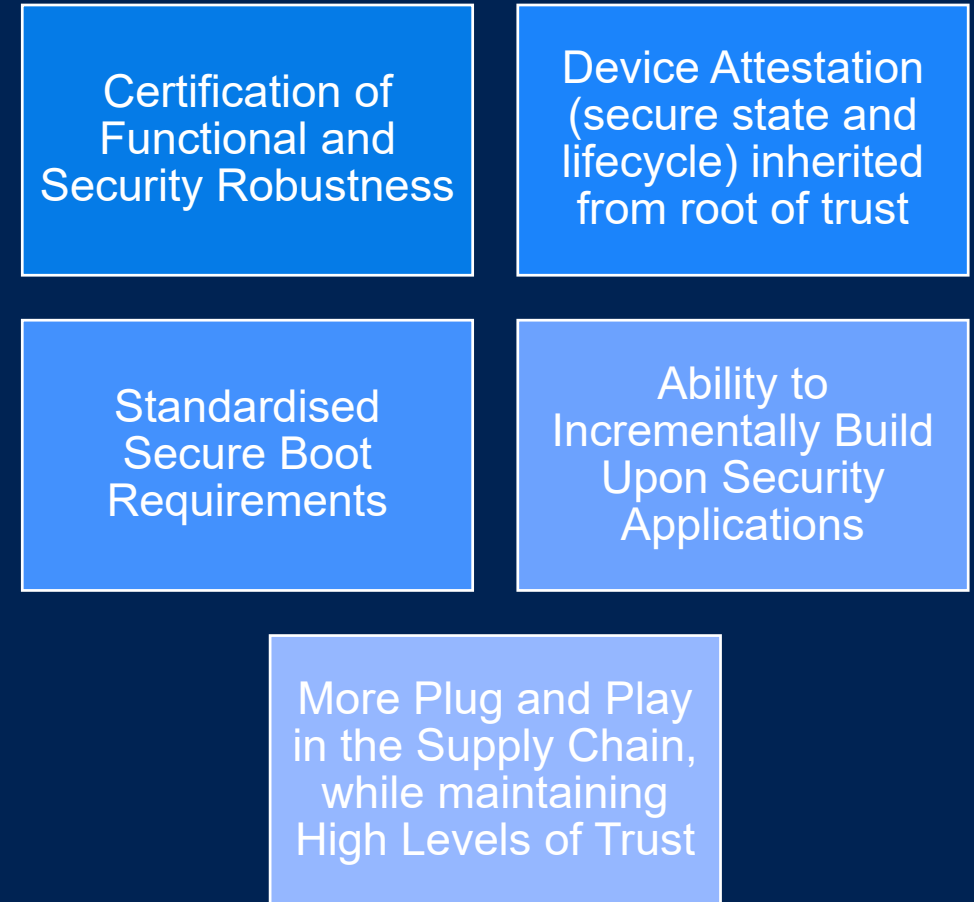 Certification of
Functional and
Security Robustness
Device Attestation
(secure state and
lifecycle) inherited
from root of trust
Standardised
Secure Boot
Requirements
Ability to
Incrementally Build
Upon Security
Applications
More Plug and Play
in the Supply Chain,
while maintaining
High Levels of Trust